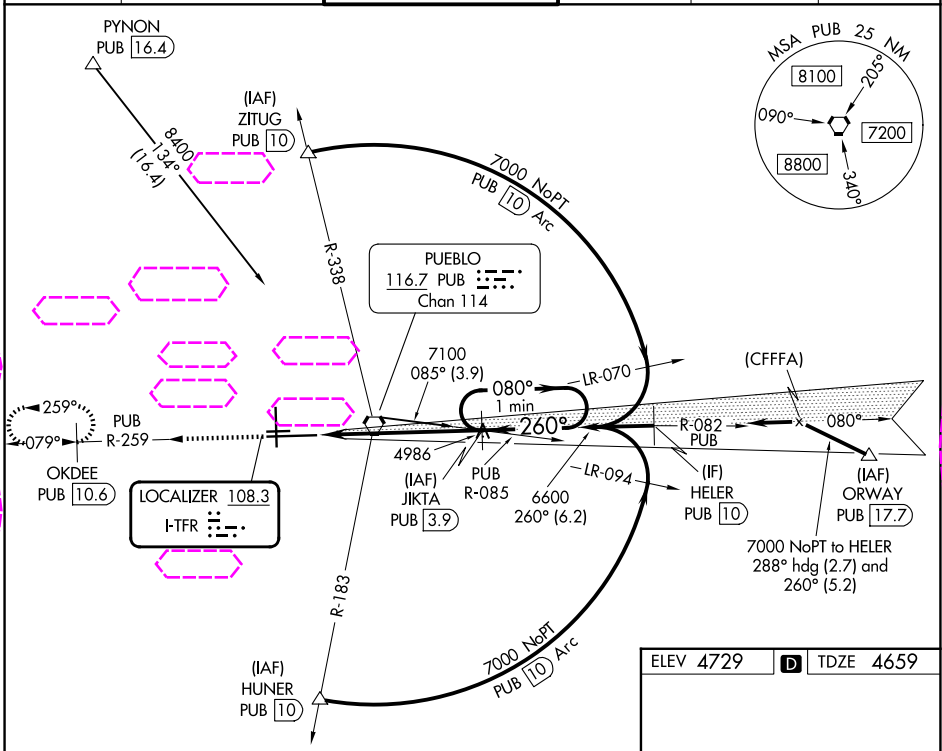 PYNON
PUB 16.4
8400
134°
(16.4)
(IAF)
ZITUG
PUB 10
7000 NoPT
PUB 10 Arc
MSA PUB 25 NM
8100
205°
090°
7200
8800
340°
R-338
PUEBLO
116.7 PUB
Chan 114
7100
085° (3.9)
080°
1 min
260°
LR-070
(CFFFA)
R-082
PUB
080°
259°
079°
PUB
R-259
OKDEE
PUB 10.6
LOCALIZER 108.3
I-TFR
4986
(IAF)
JIKTA
PUB 3.9
PUB
R-085
6600
260° (6.2)
LR-094
(IF)
HELER
PUB 10
(IAF)
ORWAY
PUB 17.7
7000 NoPT to HELER
288° hdg (2.7) and
260° (5.2)
R-183
7000 NoPT
PUB 10 Arc
(IAF)
HUNER
PUB 10
ELEV 4729 D TDZE 4659